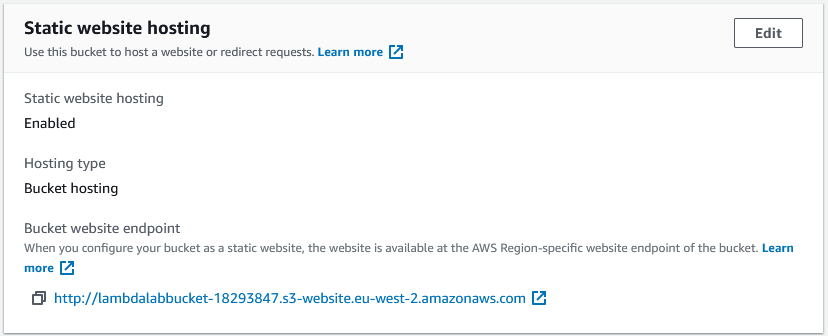 Static website hosting
Edit
Use this bucket to host a website or redirect requests. Learn more
Static website hosting
Enabled
Hosting type
Bucket hosting
Bucket website endpoint
When you configure your bucket as a static website, the website is available at the AWS Region-specific website endpoint of the bucket. Learn
more
http://lambdalabbucket-18293847.s3-website.eu-west-2.amazonaws.com